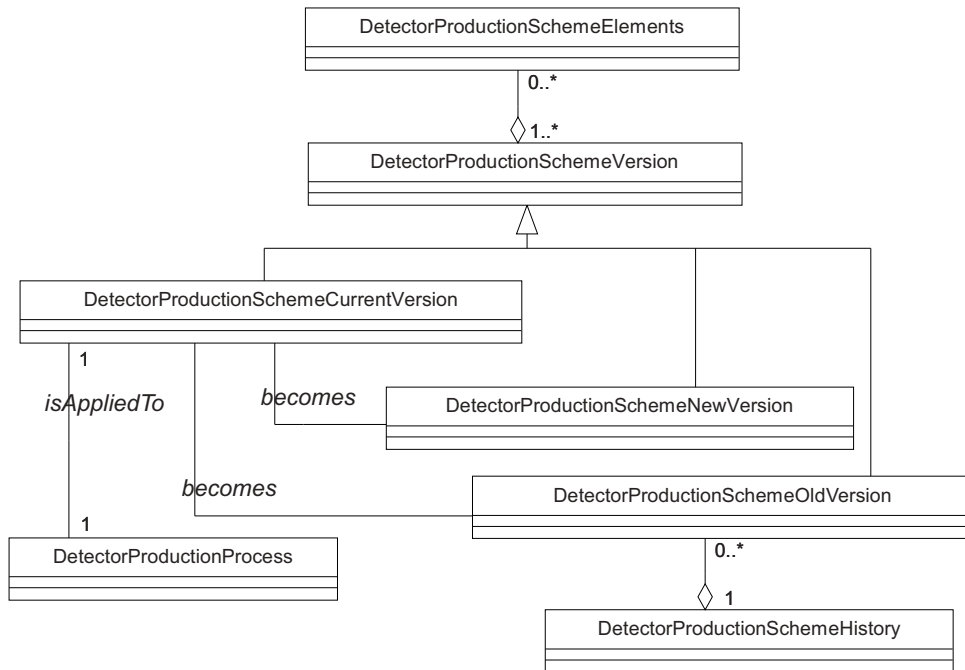 DetectorProductionSchemeElements
0..*
1..*
DetectorProductionSchemeVersion
DetectorProductionSchemeCurrentVersion
1
isAppliedTo
becomes
DetectorProductionSchemeNewVersion
becomes
DetectorProductionSchemeOldVersion
1
DetectorProductionProcess
0..*
1
DetectorProductionSchemeHistory